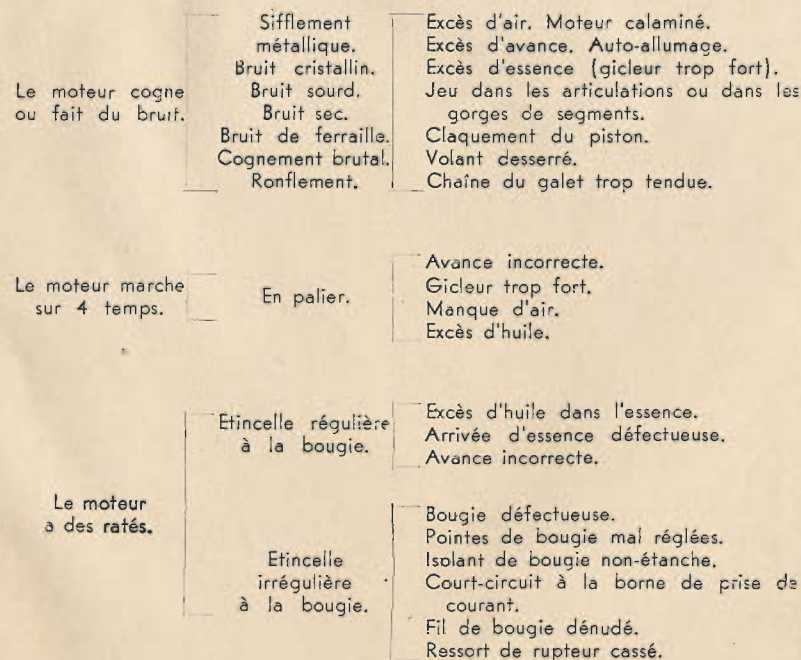 Le moteur cogne
ou fait du bruit.
Sifflement
métallique.
Bruit cristallin.
Bruit sourd.
Bruit sec.
Bruit de ferraille.
Cognement brutal.
Ronflement.
Excès d'air. Moteur calaminé.
Excès d'avance. Auto-allumage.
Excès d'essence (gicleur trop fort).
Jeu dans les articulations ou dans les
gorges de segments.
Claquement du piston.
Volant desserré.
Chaîne du galet trop tendue.
Le moteur marche
sur 4 temps.
En palier.
Avance incorrecte.
Gicleur trop fort.
Manque d'air.
Excès d'huile.
Le moteur
a des ratés.
Etincelle régulière
à la bougie.
Excès d'huile dans l'essence.
Arrivée d'essence défectueuse.
Avance incorrecte.
Etincelle
irrégulière
à la bougie.
Bougie défectueuse.
Pointes de bougie mal réglées.
Isolant de bougie non-étanche.
Court-circuit à la borne de prise de
courant.
Fil de bougie dénudé.
Ressort de rupteur cassé.